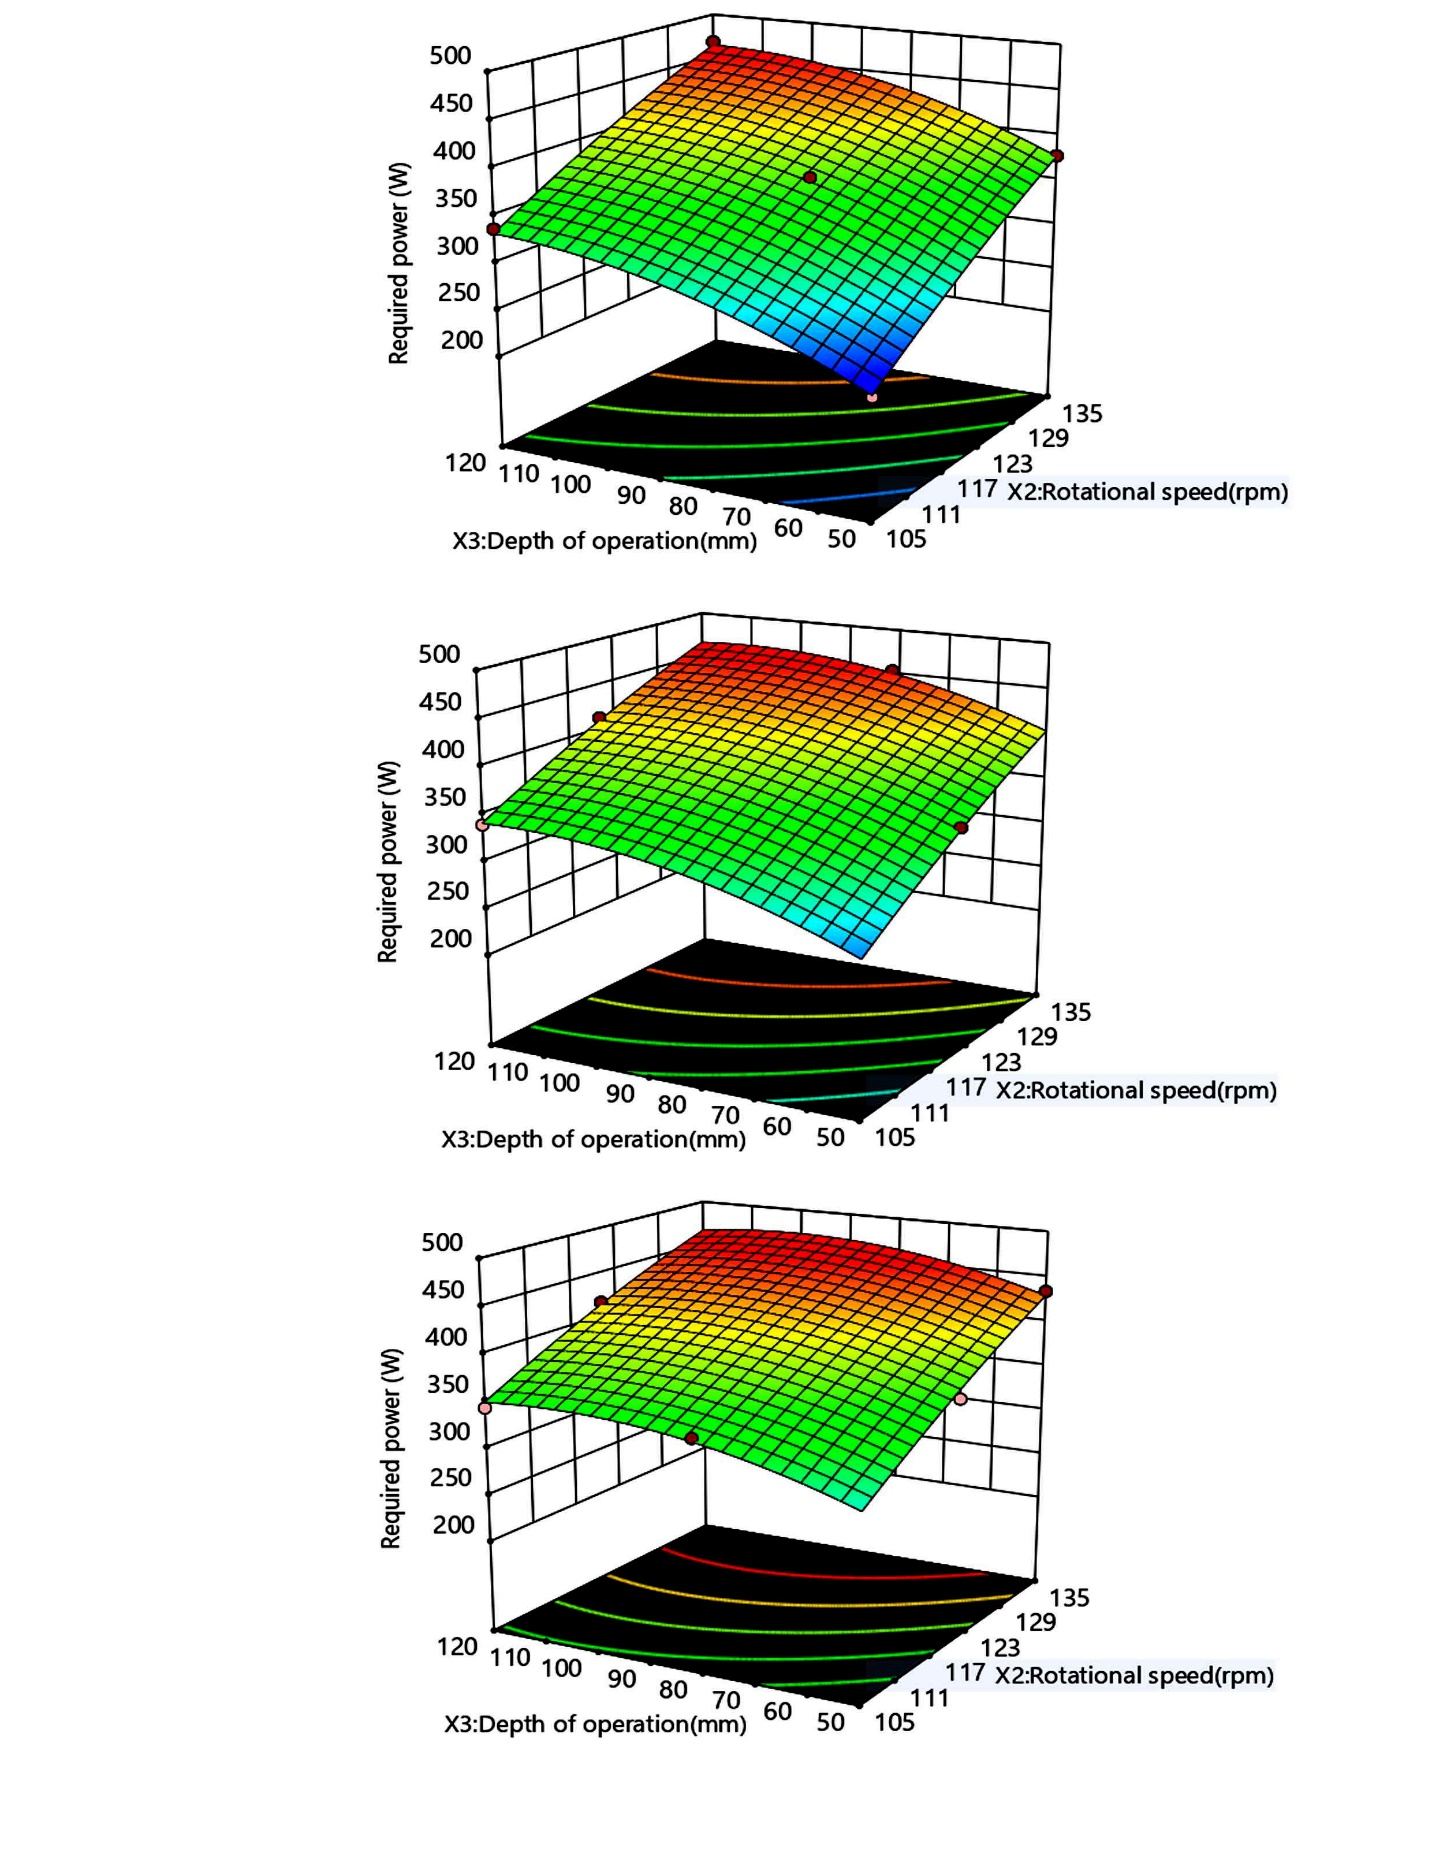 500
450
400
350
300
250
200
Required power (W)
120 110 100 90 80 70 60 50
X3:Depth of operation(mm)
105 111 117 123 129 135
X2:Rotational speed(rpm)
500
450
400
350
300
250
200
Required power (W)
120 110 100 90 80 70 60 50
X3:Depth of operation(mm)
105 111 117 123 129 135
X2:Rotational speed(rpm)
500
450
400
350
300
250
200
Required power (W)
120 110 100 90 80 70 60 50
X3:Depth of operation(mm)
105 111 117 123 129 135
X2:Rotational speed(rpm)